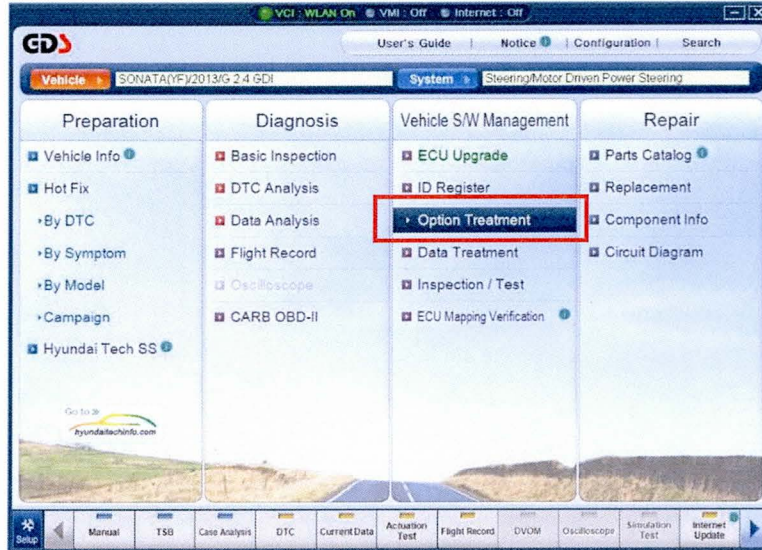 VCI : WLAN On VMI : Off Internet : Off
GDS
User's Guide | Notice | Configuration | Search
Vehicle SONATA(YF)/2013/G 2.4 GDI System Steering/Motor Driven Power Steering
Preparation
Vehicle Info
Hot Fix
By DTC
By Symptom
By Model
Campaign
Hyundai Tech SS
Go to
hyundaitechinfo.com
Diagnosis
Basic Inspection
DTC Analysis
Data Analysis
Flight Record
Oscilloscope
CARB OBD-II
Vehicle S/W Management
ECU Upgrade
ID Register
Option Treatment
Data Treatment
Inspection / Test
ECU Mapping Verification
Repair
Parts Catalog
Replacement
Component Info
Circuit Diagram
Setup
Manual
TSB
Case Analysis
DTC
Current Data
Actuation
Test
Flight Record
DVOM
Oscilloscope
Simulation
Test
Internet
Update